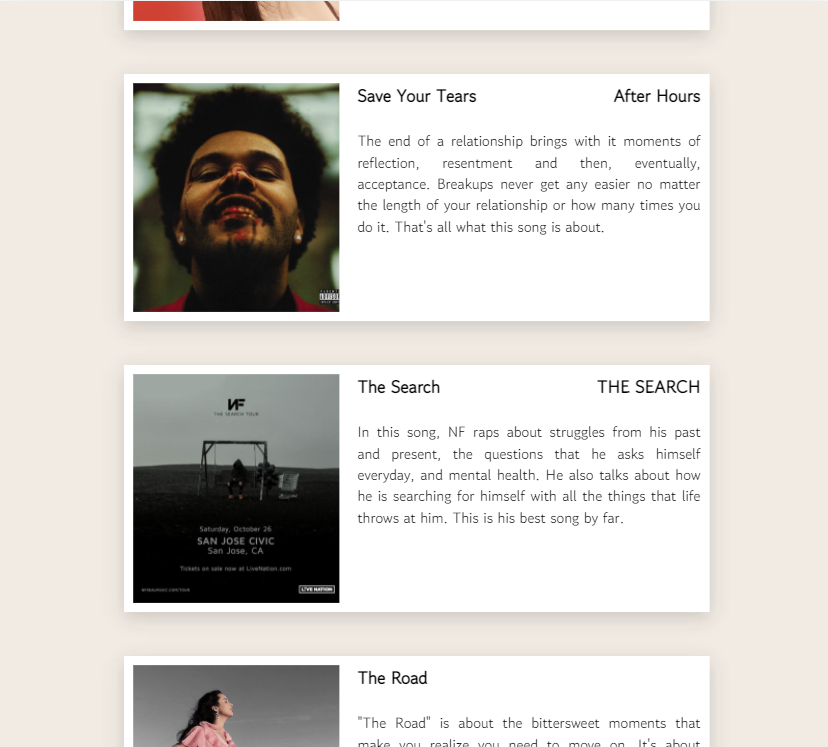 Save Your Tears After Hours
The end of a relationship brings with it moments of
reflection, resentment and then, eventually,
acceptance. Breakups never get any easier no matter
the length of your relationship or how many times you
do it. That's all what this song is about.
The Search THE SEARCH
NF
THE SEARCH TOUR
Saturday, October 26
SAN JOSE CIVIC
San Jose, CA
Tickets on sale now at LiveNation.com
LIVE NATION
In this song, NF raps about struggles from his past
and present, the questions that he asks himself
everyday, and mental health. He also talks about how
he is searching for himself with all the things that life
throws at him. This is his best song by far.
The Road
"The Road" is about the bittersweet moments that
make you realize you need to move on. It's about